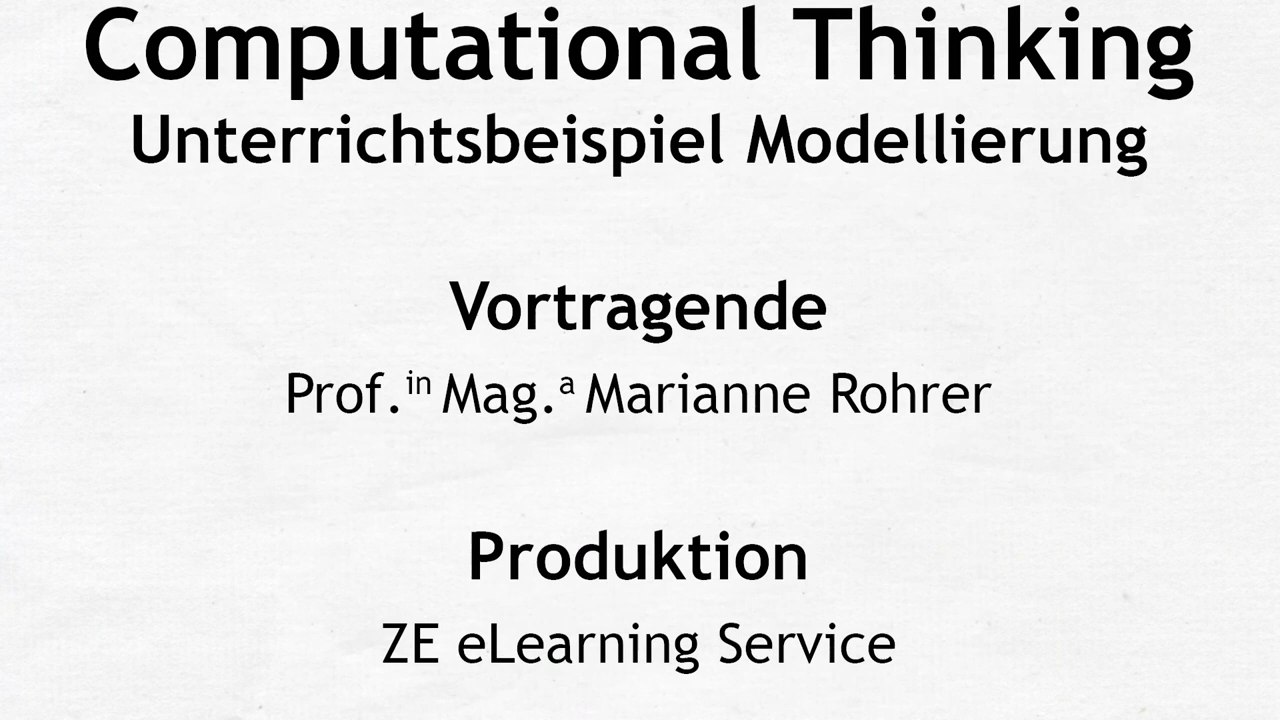 Computational Thinking
Unterrichtsbeispiel Modellierung
Vortragende
Prof.in Mag.a Marianne Rohrer
Produktion
ZE eLearning Service